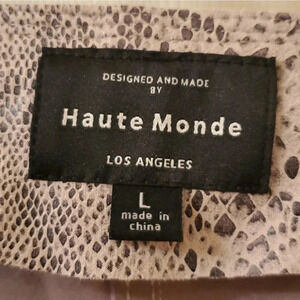 DESIGNED AND MADE
BY
Haute Monde
LOS ANGELES
L
made in
china